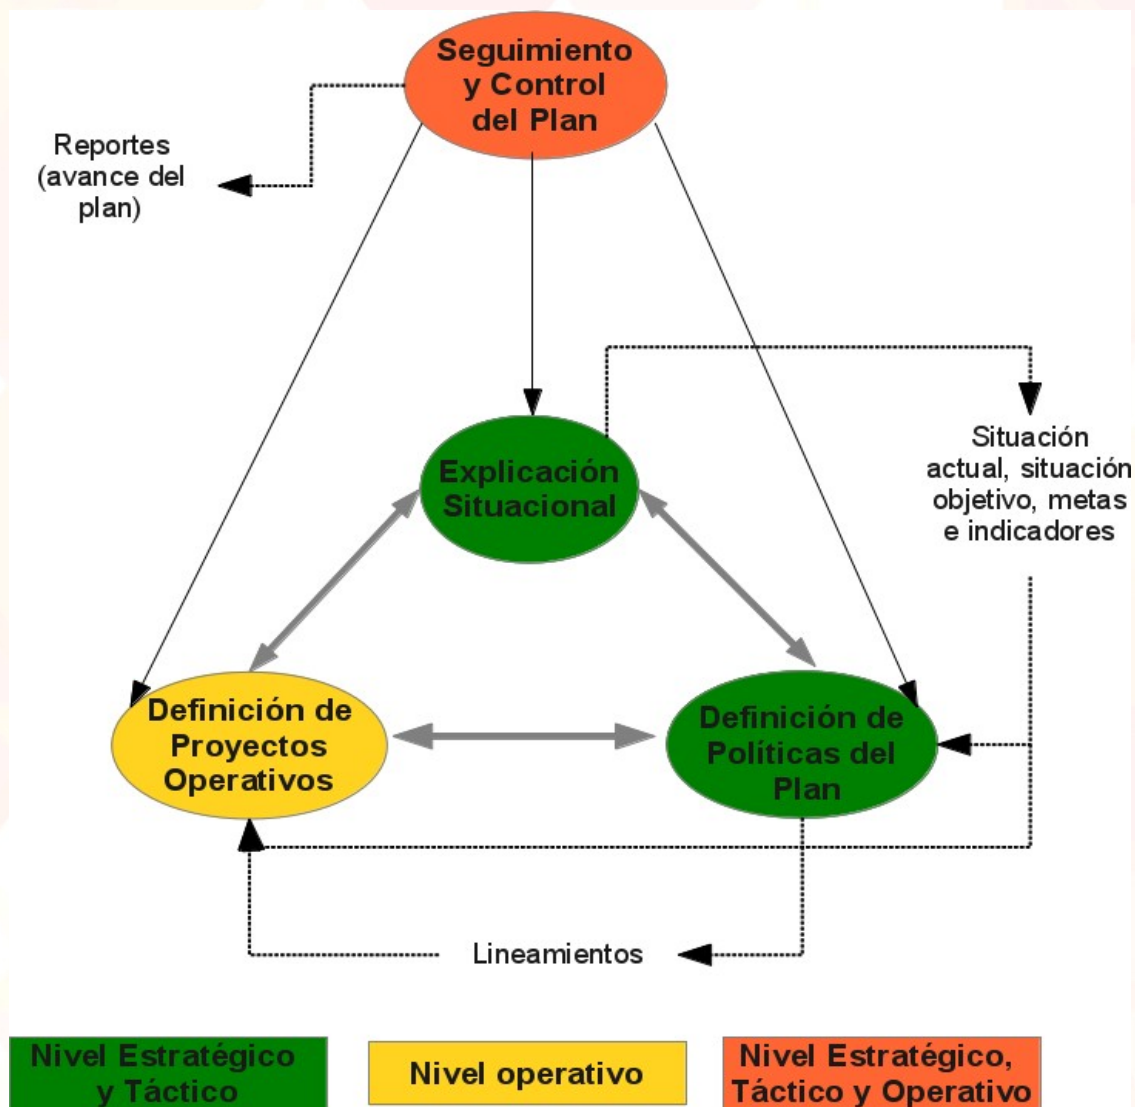 Seguimiento
y Control
del Plan
Reportes
(avance del
plan)
Situación
actual, situación
objetivo, metas
e indicadores
Explicación
Situacional
Definición de
Proyectos
Operativos
Definición de
Políticas del
Plan
Lineamientos
Nivel Estratégico
y Táctico
Nivel operativo
Nivel Estratégico,
Táctico y Operativo